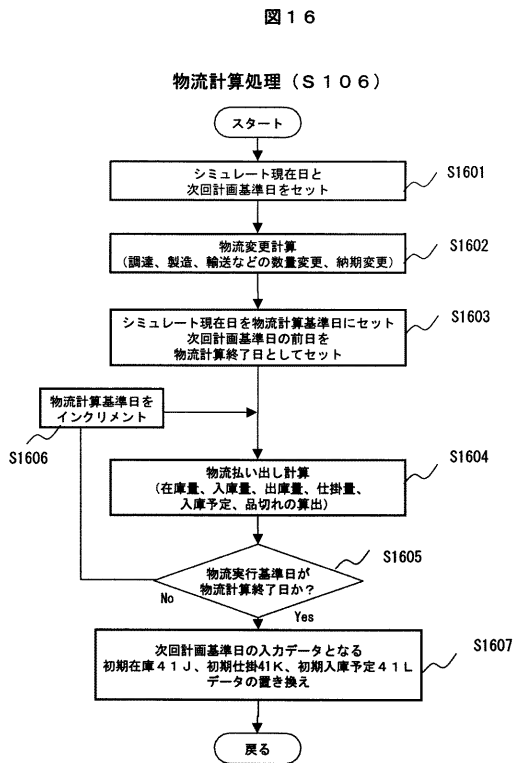 図１６
物流計算処理（Ｓ１０６）
スタート
シミュレート現在日と
次回計画基準日をセット
S1601
物流変更計算
（調達、製造、輸送などの数量変更、納期変更）
S1602
シミュレート現在日を物流計算基準日にセット
次回計画基準日の前日を
物流計算終了日としてセット
S1603
物流計算基準日を
インクリメント
S1606
物流払い出し計算
（在庫量、入庫量、出庫量、仕掛量、
入庫予定、品切れの算出）
S1604
物流実行基準日が
物流計算終了日か？
S1605
No
Yes
次回計画基準日の入力データとなる
初期在庫４１Ｊ、初期仕掛41Ｋ、初期入庫予定４１Ｌ
データの置き換え
S1607
戻る